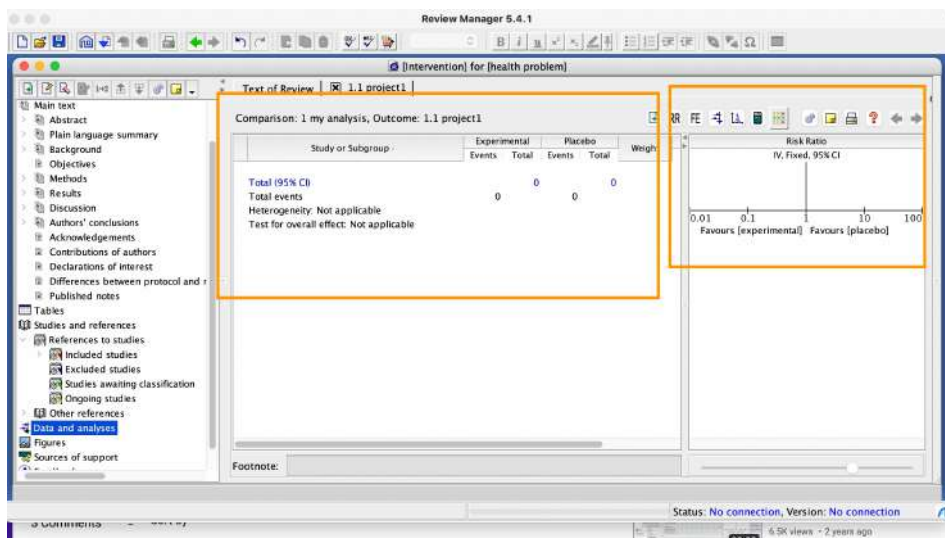 Review Manager 5.4.1
[Intervention] for [health problem]
Text of Review 1.1 project1
Main text
Abstract
Plain language summary
Background
Objectives
Methods
Results
Discussion
Authors' conclusions
Acknowledgements
Contributions of authors
Declarations of interest
Differences between protocol and r
Published notes
Tables
Studies and references
References to studies
Included studies
Excluded studies
Studies awaiting classification
Ongoing studies
Other references
Data and analyses
Figures
Sources of support
Comparison: 1 my analysis, Outcome: 1.1 project1
RR FE
Study or Subgroup Experimental Placebo Weigh
Events Total Events Total
Total (95% CI) 0 0
Total events 0 0
Heterogeneity: Not applicable
Test for overall effect: Not applicable
Risk Ratio
IV, Fixed, 95% CI
0.01 0.1 1 10 100
Favours [experimental] Favours [placebo]
Footnote:
Status: No connection, Version: No connection
6.5K views • 2 years ago